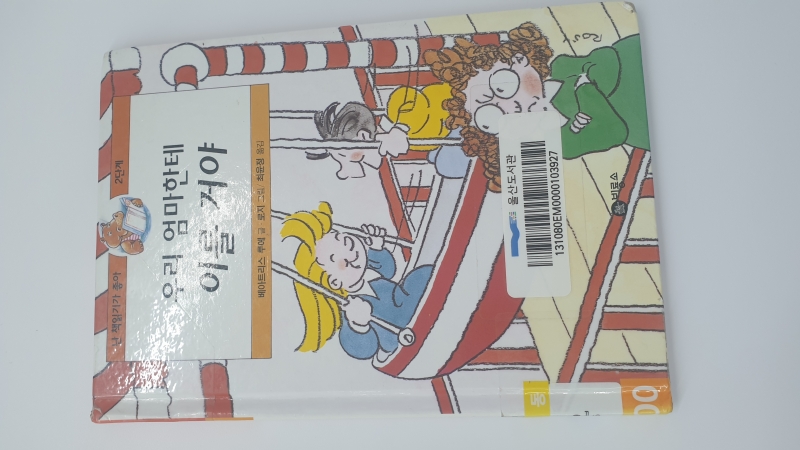 난 책읽기가 좋아
2단계
우리 엄마한테
이를 거야
베아트리스 루에 글 로지 그림 최윤정 옮김
울산도서관
131080EM0000103927
비룡소